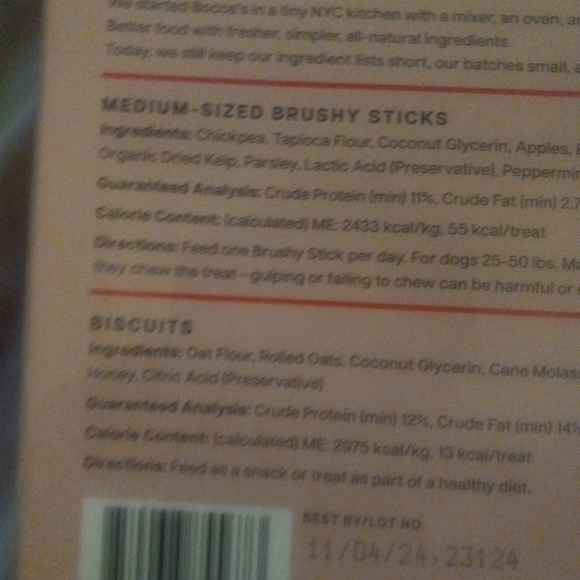 We started Bocce's in a tiny NYC kitchen with a mixer, an oven,
Better food with fresher, simpler, all-natural ingredients.
Today, we still keep our ingredient lists short, our batches small,
MEDIUM-SIZED BRUSHY STICKS
Ingredients: Chickpea, Tapioca Flour, Coconut Glycerin, Apples,
Organic Dried Kelp, Parsley, Lactic Acid (Preservative), Peppermin
Guaranteed Analysis: Crude Protein (min) 11%, Crude Fat (min) 2.7
Calorie Content: (calculated) ME: 2433 kcal/kg, 55 kcal/treat
Directions: Feed one Brushy Stick per day. For dogs 25-50 lbs. Ma
they chew the treat—gulping or failing to chew can be harmful or
BISCUITS
Ingredients: Oat Flour, Rolled Oats, Coconut Glycerin, Cane Molas
Honey, Citric Acid (Preservative)
Guaranteed Analysis: Crude Protein (min) 12%, Crude Fat (min) 14%
Calorie Content: (calculated) ME: 2975 kcal/kg, 13 kcal/treat
Directions: Feed as a snack or treat as part of a healthy diet.
BEST BY/LOT NO
11/04/24, 23124